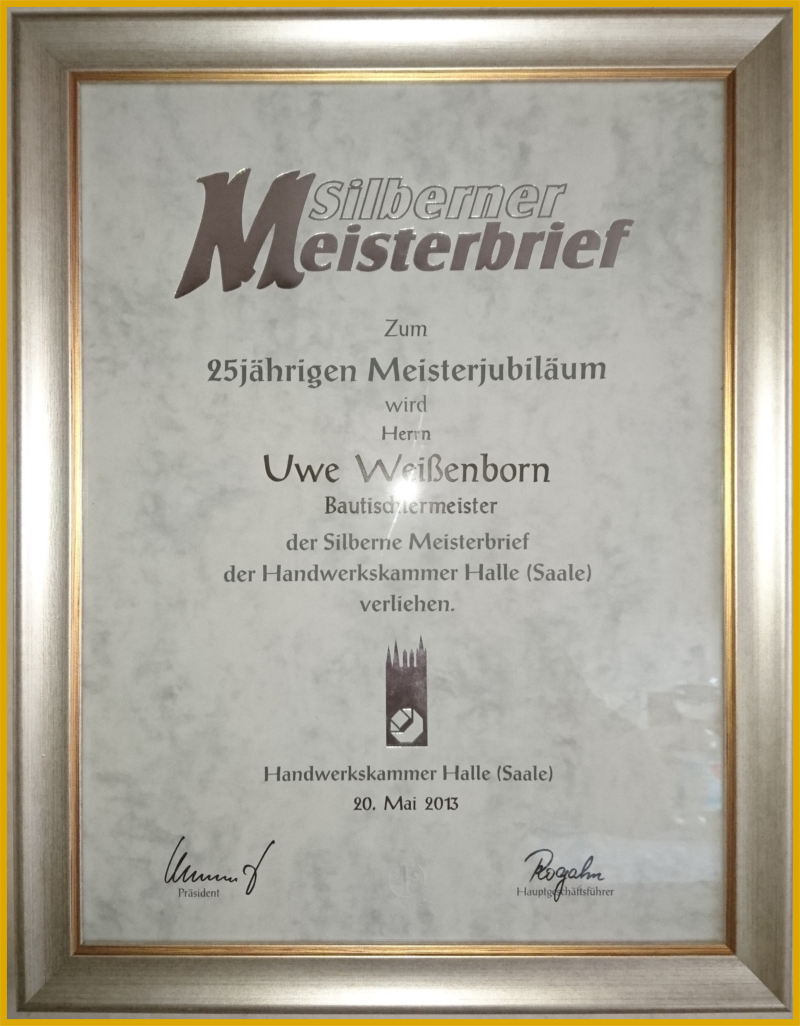 Silberner
Meisterbrief
Zum
25jährigen Meisterjubiläum
wird
Herrn
Uwe Weißenborn
Bautischlermeister
der Silberne Meisterbrief
der Handwerkskammer Halle (Saale)
verliehen.
Handwerkskammer Halle (Saale)
20. Mai 2013
Rogahn
Präsident
Hauptgeschäftsführer